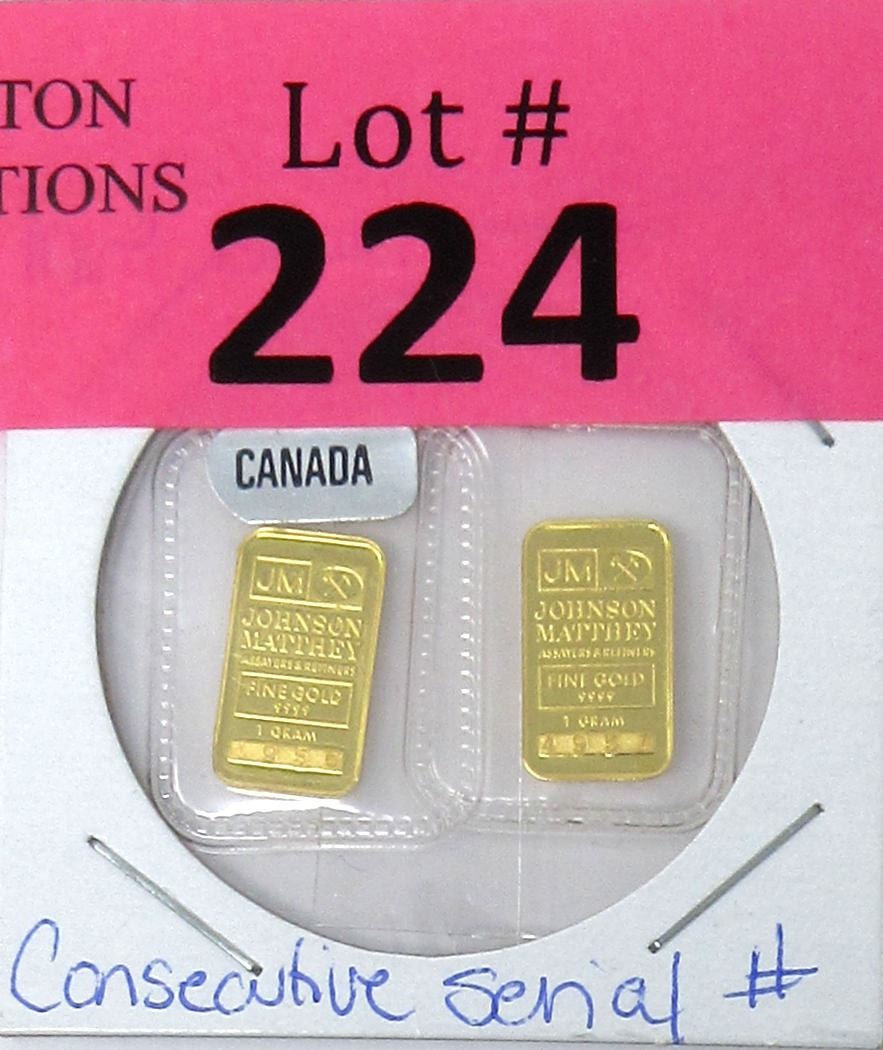 TON
TIONS
Lot #
224
CANADA
JM
JOHNSON
MATTHEY
ASSAYERS & REFINERS
FINE GOLD
9999
1 GRAM
JM
JOHNSON
MATTHEY
ASSAYERS & REFINERS
FINE GOLD
9999
1 GRAM
Consecutive serial #